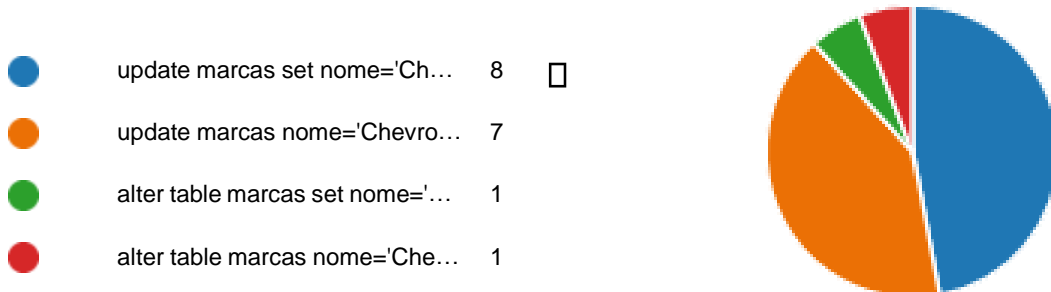 update marcas set nome='Ch… 8
update marcas nome='Chevro… 7
alter table marcas set nome='… 1
alter table marcas nome='Che… 1